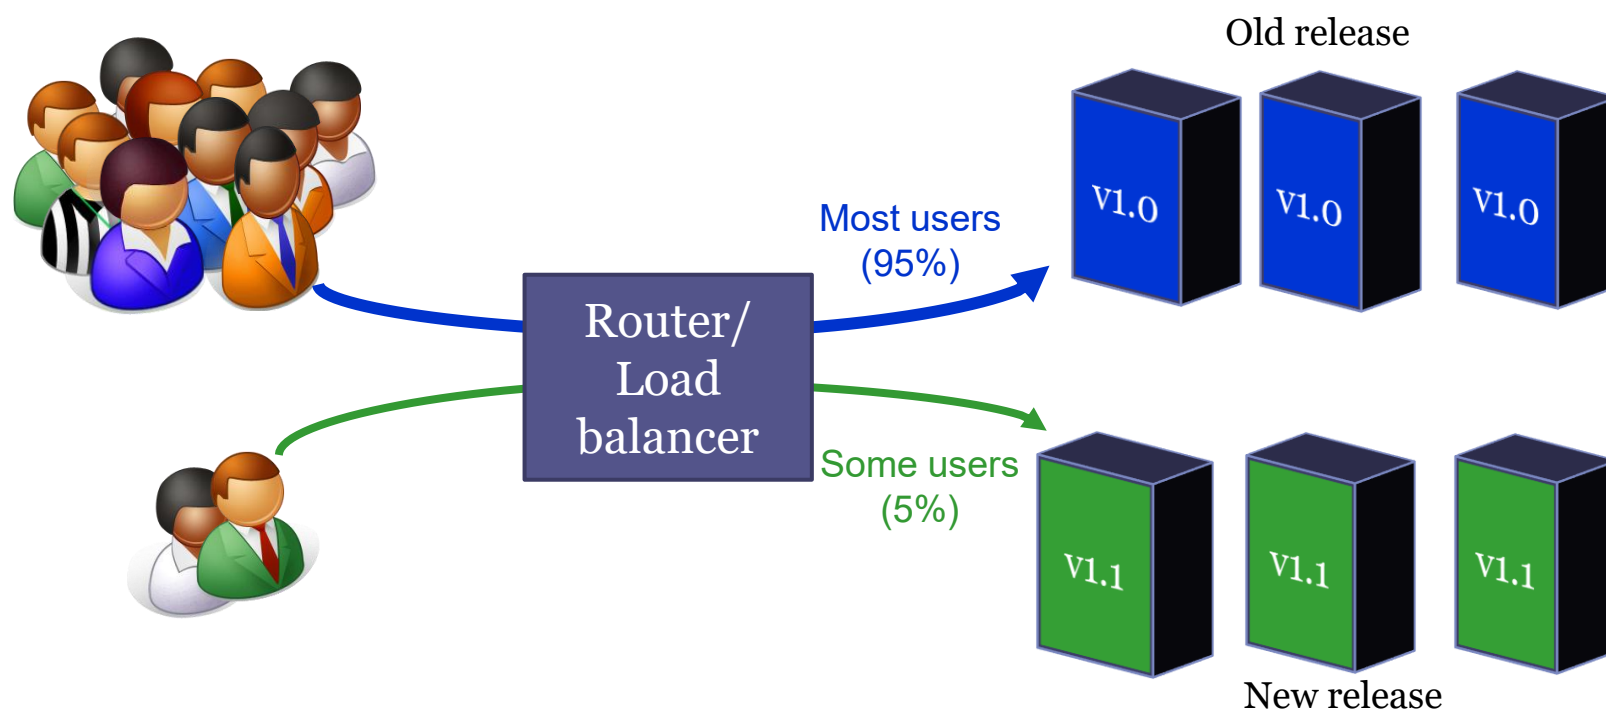 Old release
V1.0
V1.0
V1.0
Most users
(95%)
Router/
Load
balancer
Some users
(5%)
V1.1
V1.1
V1.1
New release